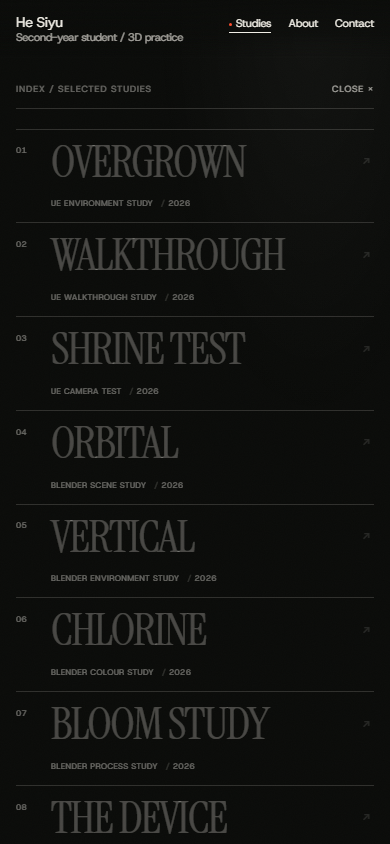 He Siyu
Second-year student / 3D practice
• Studies About Contact
INDEX / SELECTED STUDIES
CLOSE ×
01
OVERGROWN ↗
UE ENVIRONMENT STUDY / 2026
02
WALKTHROUGH ↗
UE WALKTHROUGH STUDY / 2026
03
SHRINE TEST ↗
UE CAMERA TEST / 2026
04
ORBITAL ↗
BLENDER SCENE STUDY / 2026
05
VERTICAL ↗
BLENDER ENVIRONMENT STUDY / 2026
06
CHLORINE ↗
BLENDER COLOUR STUDY / 2026
07
BLOOM STUDY ↗
BLENDER PROCESS STUDY / 2026
08
THE DEVICE ↗